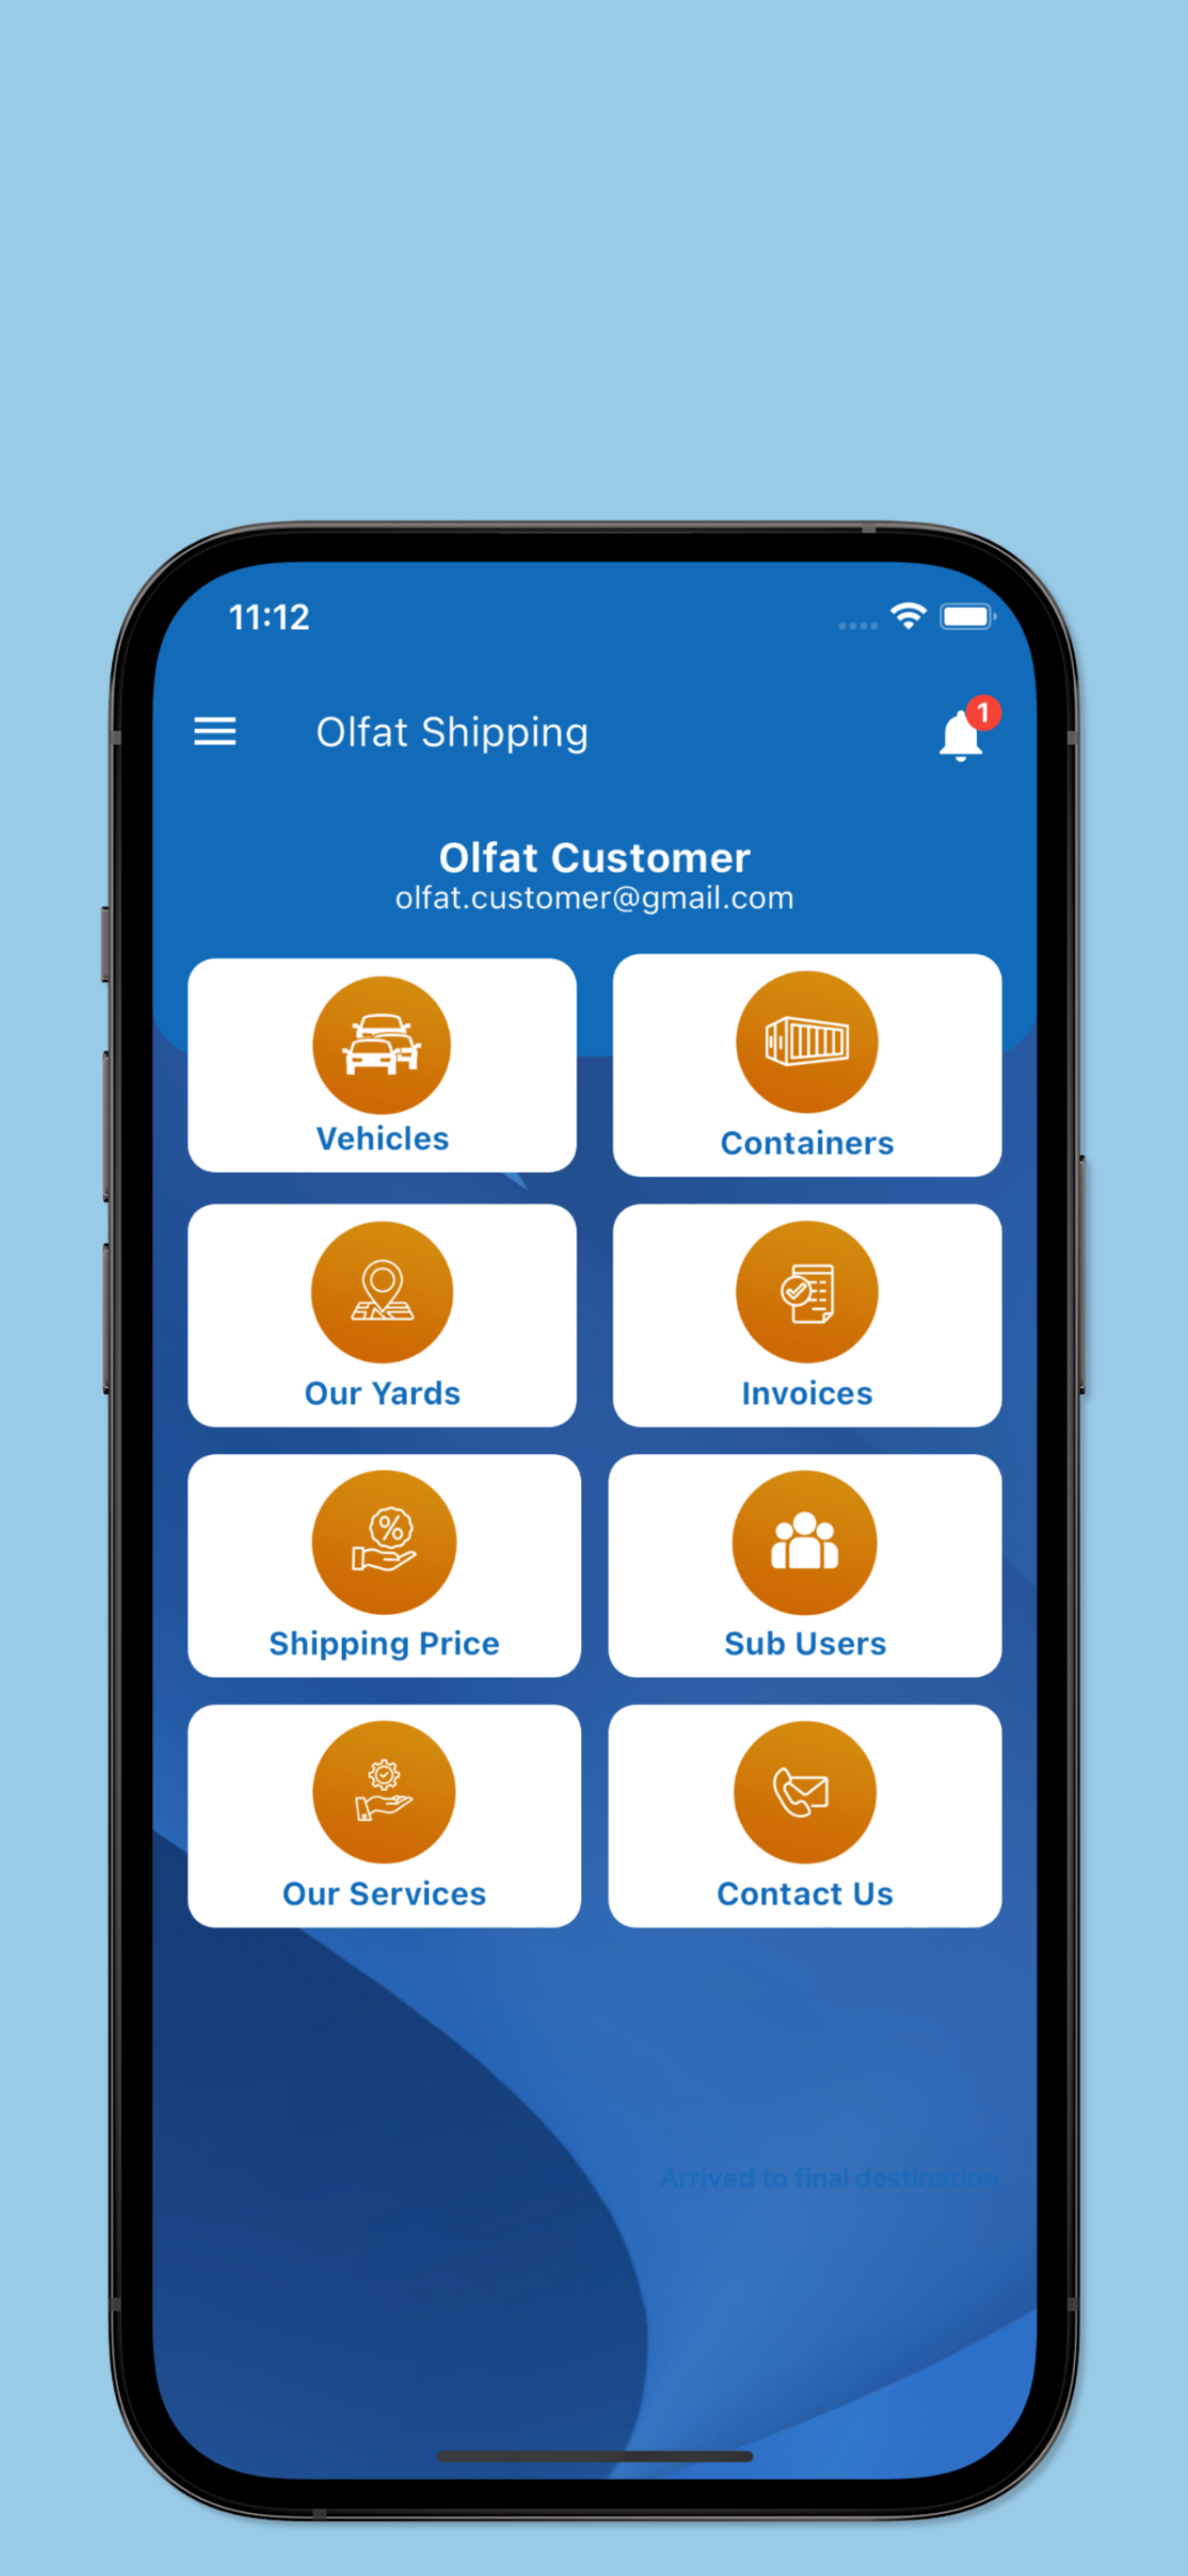 11:12
Olfat Shipping
1
Olfat Customer
olfat.customer@gmail.com
Vehicles
Containers
Our Yards
Invoices
%
Shipping Price
Sub Users
Our Services
Contact Us
Arrived to final destination